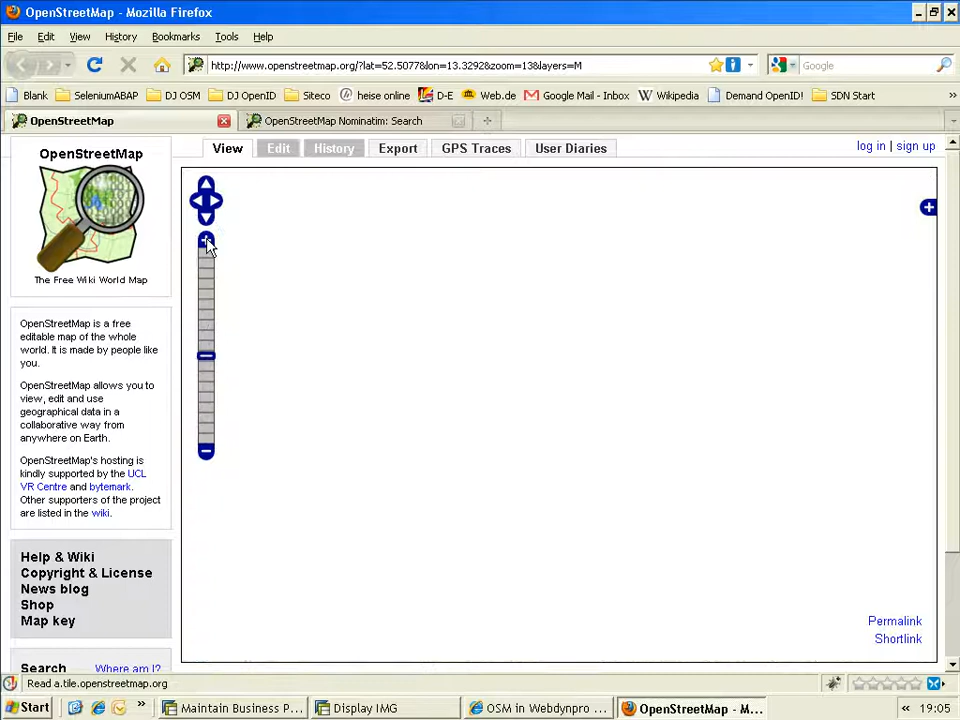 OpenStreetMap - Mozilla Firefox
File Edit View History Bookmarks Tools Help
http://www.openstreetmap.org/?lat=52.5077&lon=13.3292&zoom=13&layers=M
Google
Blank SeleniumABAP DJ OSM DJ OpenID Siteco heise online D-E Web.de Google Mail - Inbox Wikipedia Demand OpenID! SDN Start »
OpenStreetMap OpenStreetMap Nominatim: Search
View Edit History Export GPS Traces User Diaries log in | sign up
OpenStreetMap
The Free Wiki World Map
OpenStreetMap is a free
editable map of the whole
world. It is made by people like
you.
OpenStreetMap allows you to
view, edit and use
geographical data in a
collaborative way from
anywhere on Earth.
OpenStreetMap's hosting is
kindly supported by the UCL
VR Centre and bytemark.
Other supporters of the project
are listed in the wiki.
Help & Wiki
Copyright & License
News blog
Shop
Map key
Search Where am I?
Permalink
Shortlink
Read a.tile.openstreetmap.org
Start » Maintain Business P... Display IMG OSM in Webdynpro ... OpenStreetMap - M... « 19:05